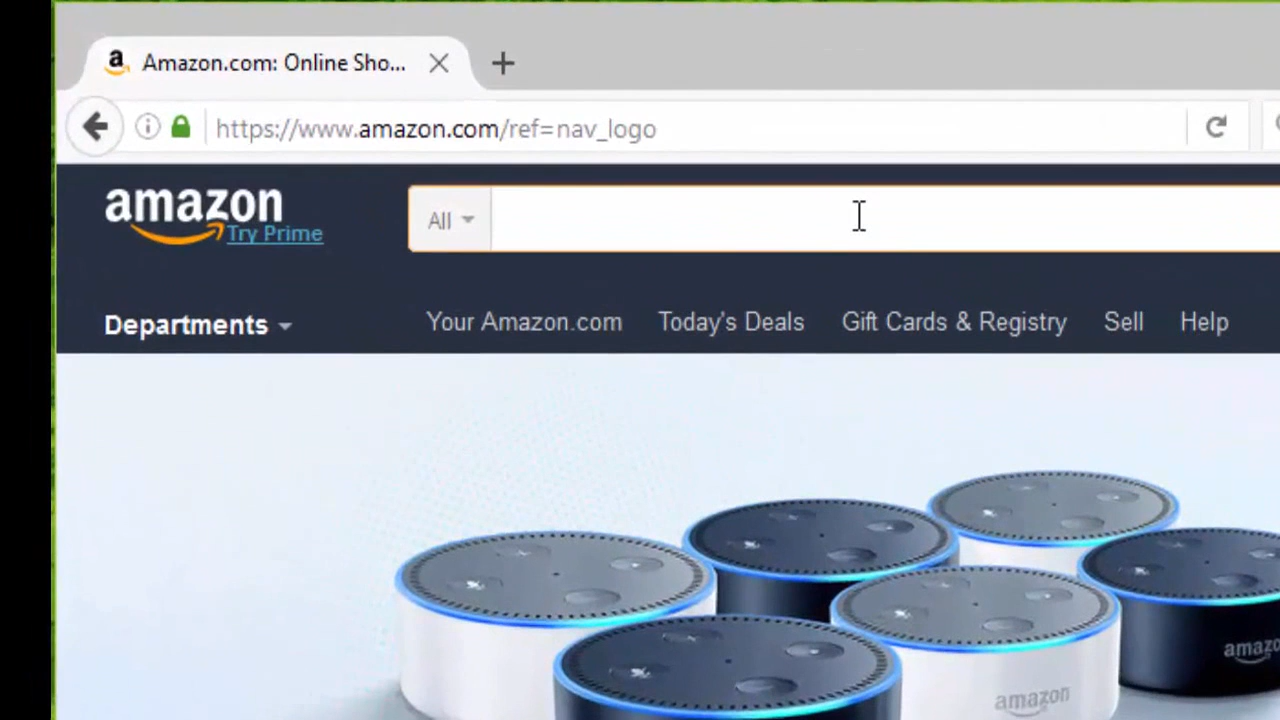 Amazon.com: Online Sho...
https://www.amazon.com/ref=nav_logo
amazon
Try Prime
All
Departments
Your Amazon.com
Today's Deals
Gift Cards & Registry
Sell
Help
amazon